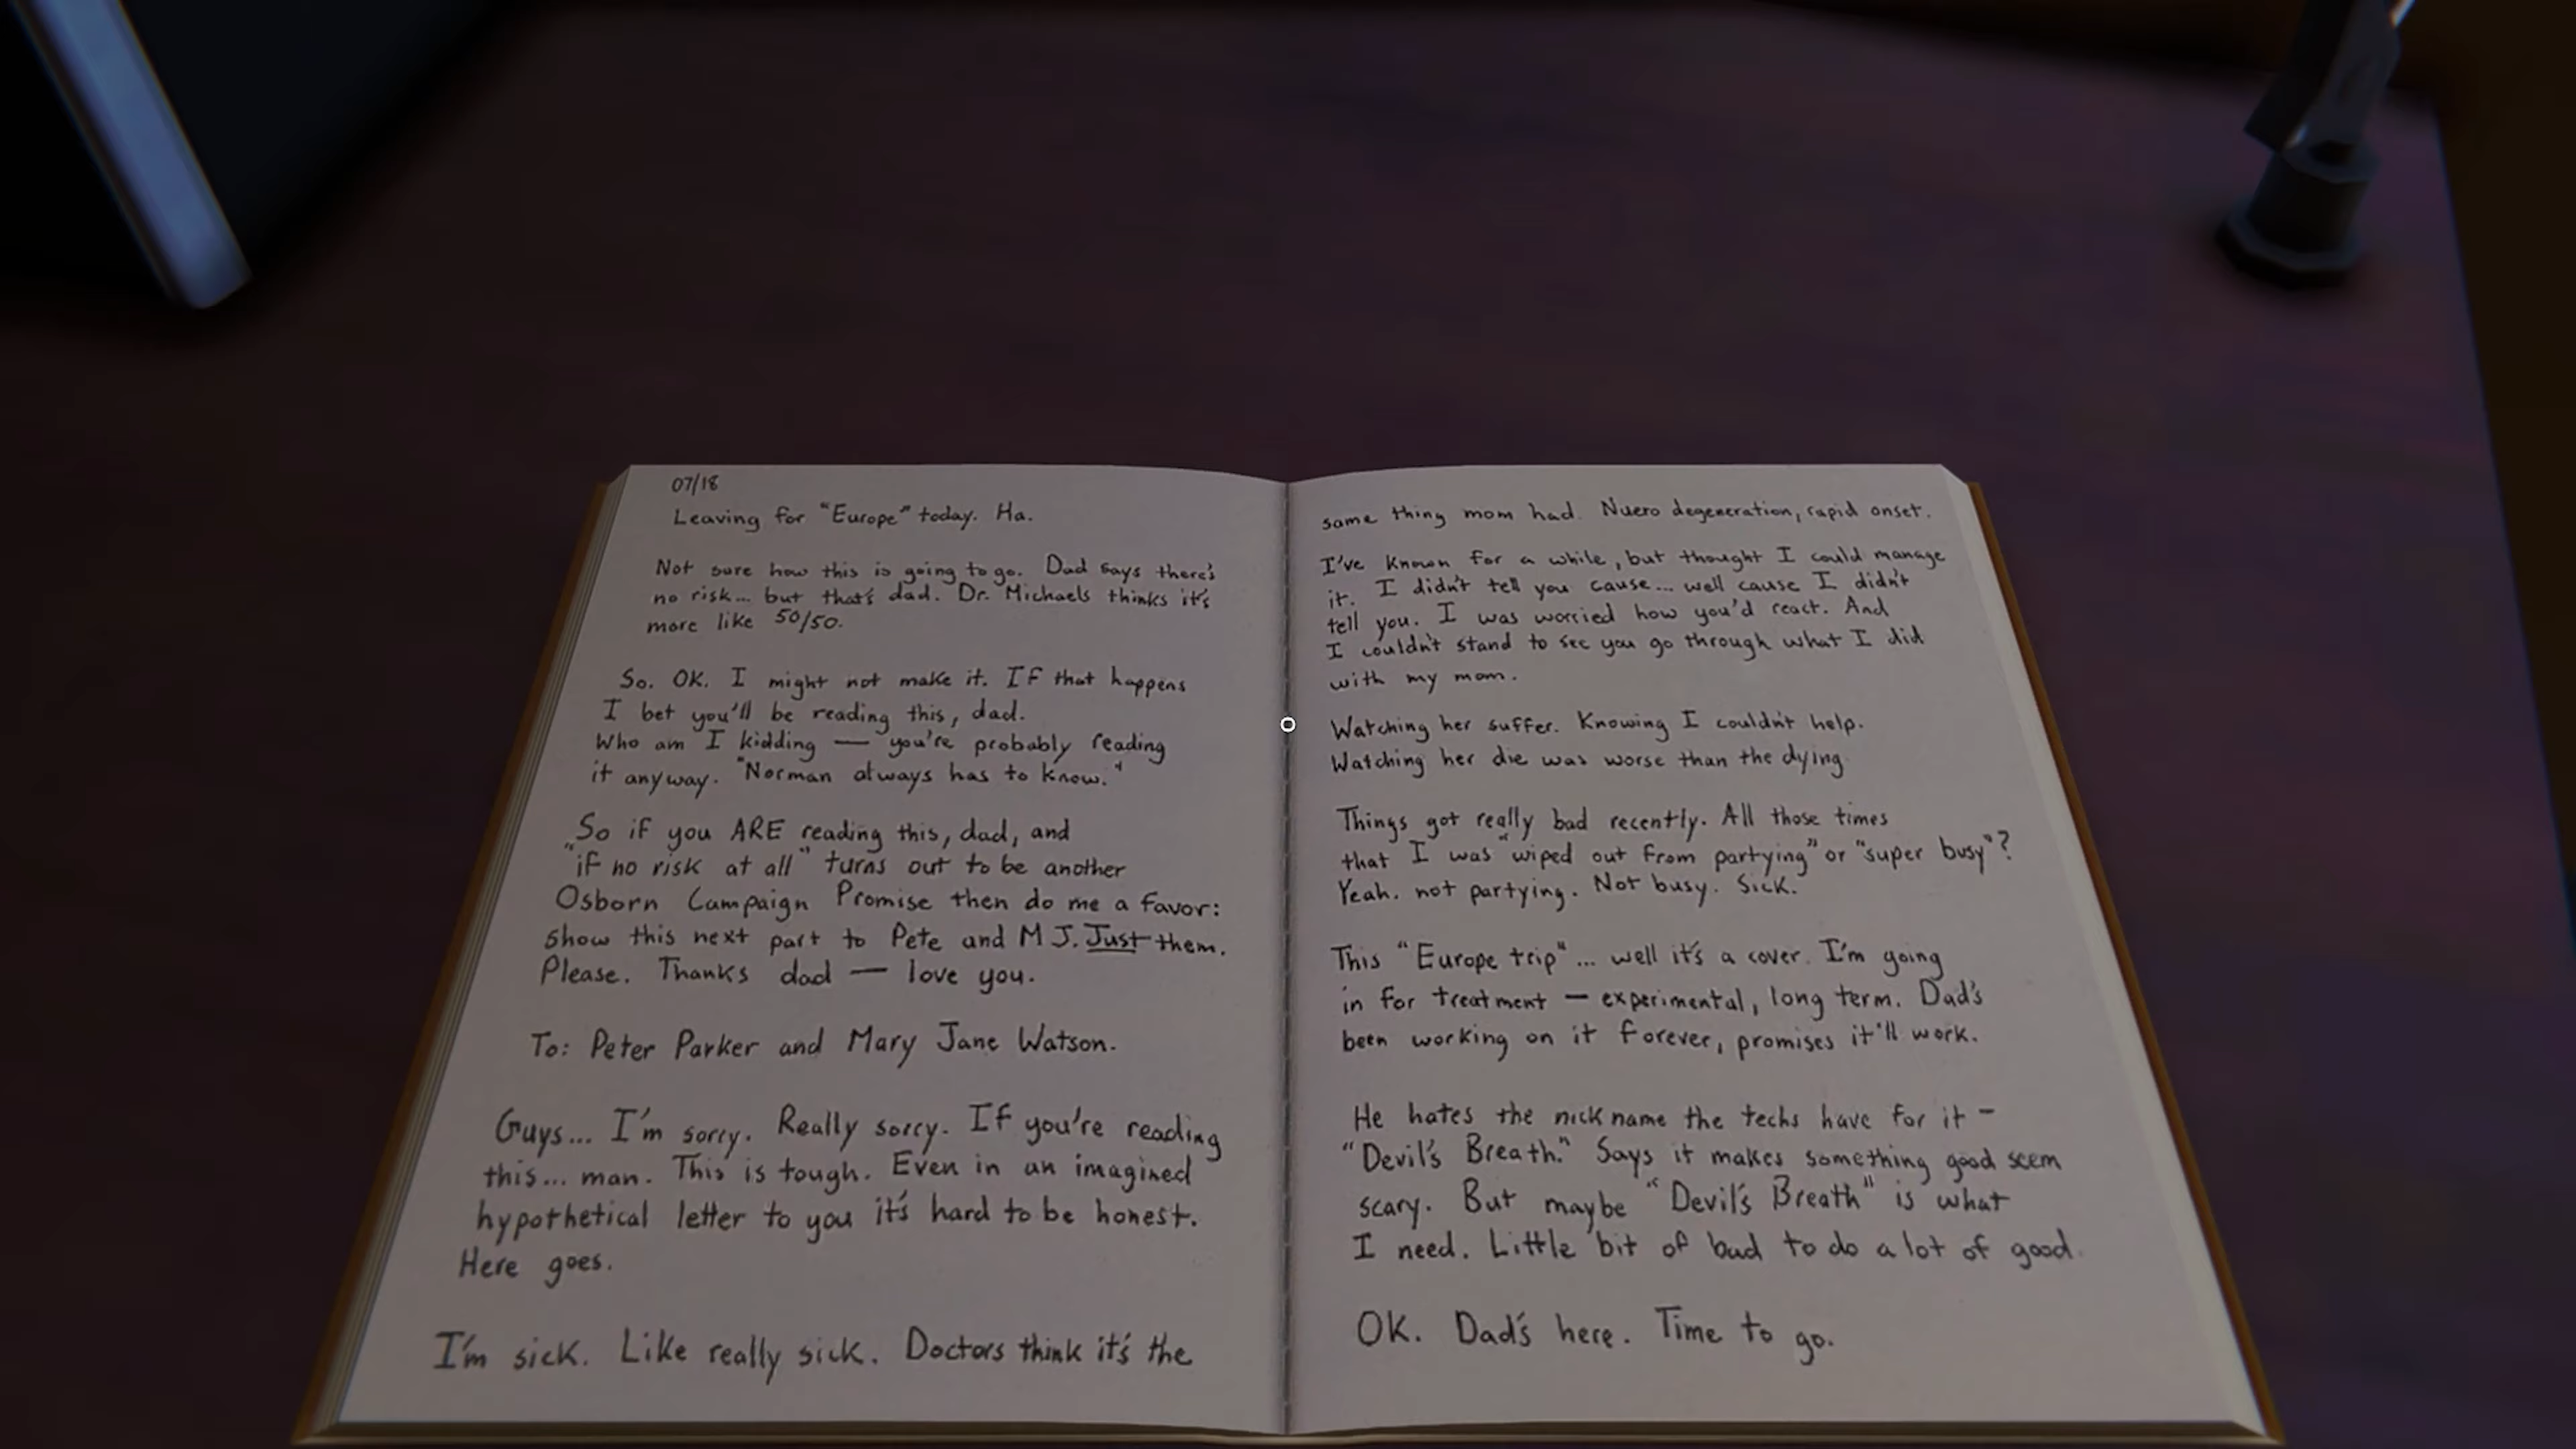 07/18
Leaving for "Europe" today. Ha.
Not sure how this is going to go. Dad says there's
no risk... but that's dad. Dr. Michaels thinks it's
more like 50/50.
So. OK. I might not make it. If that happens
I bet you'll be reading this, dad.
Who am I kidding — you're probably reading
it anyway. "Norman always has to know."
So if you ARE reading this, dad, and
"if no risk at all" turns out to be another
Osborn Campaign Promise then do me a favor:
show this next part to Pete and MJ. Just them.
Please. Thanks dad — love you.
To: Peter Parker and Mary Jane Watson.
Guys... I'm sorry. Really sorry. If you're reading
this... man. This is tough. Even in an imagined
hypothetical letter to you it's hard to be honest.
Here goes.
I'm sick. Like really sick. Doctors think it's the
same thing mom had. Nuero degeneration, rapid onset.
I've known for a while, but thought I could manage
it. I didn't tell you cause... well cause I didn't
tell you. I was worried how you'd react. And
I couldn't stand to see you go through what I did
with my mom.
Watching her suffer. Knowing I couldn't help.
Watching her die was worse than the dying.
Things got really bad recently. All those times
that I was "wiped out from partying" or "super busy"?
Yeah. not partying. Not busy. Sick.
This "Europe trip"... well it's a cover. I'm going
in for treatment — experimental, long term. Dad's
been working on it forever, promises it'll work.
He hates the nickname the techs have for it -
"Devil's Breath." Says it makes something good seem
scary. But maybe "Devil's Breath" is what
I need. Little bit of bad to do a lot of good.
OK. Dad's here. Time to go.